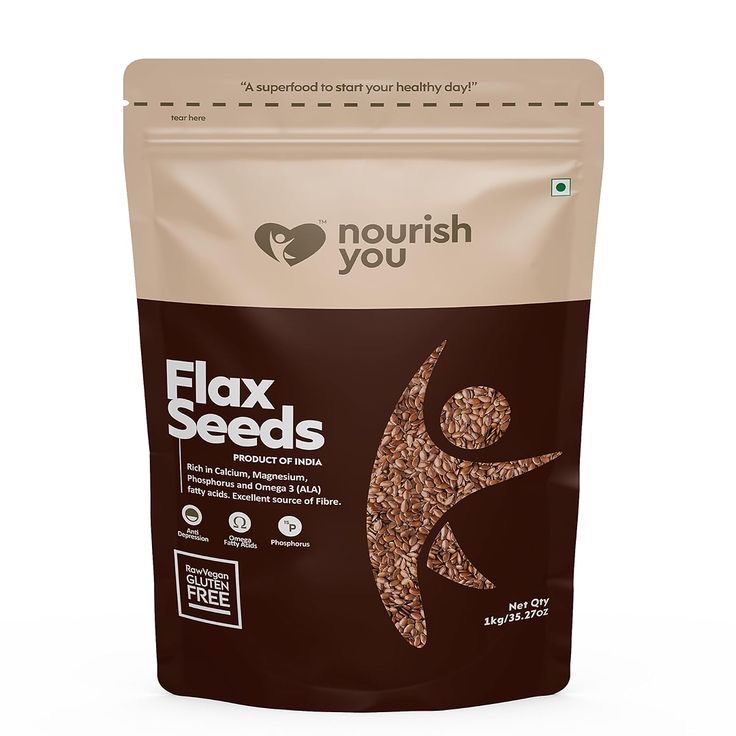 “A superfood to start your healthy day!”
tear here
nourish
you
TM
Flax
Seeds
PRODUCT OF INDIA
Rich in Calcium, Magnesium,
Phosphorus and Omega 3 (ALA)
fatty acids. Excellent source of Fibre.
Anti
Depression
Ω
Omega
Fatty Acids
15
P
Phosphorus
RawVegan
GLUTEN
FREE
Net Qty
1kg/35.27oz